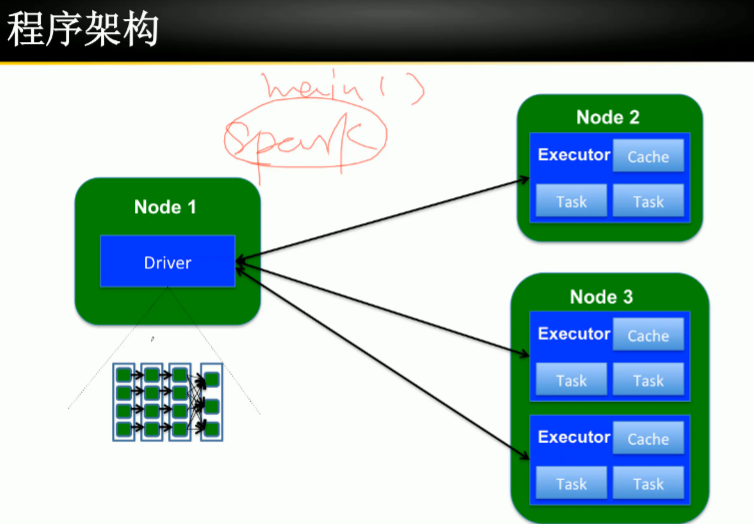 程序架构
main()
spark
Node 1
Driver
Node 2
Executor Cache
Task Task
Node 3
Executor Cache
Task Task
Executor Cache
Task Task